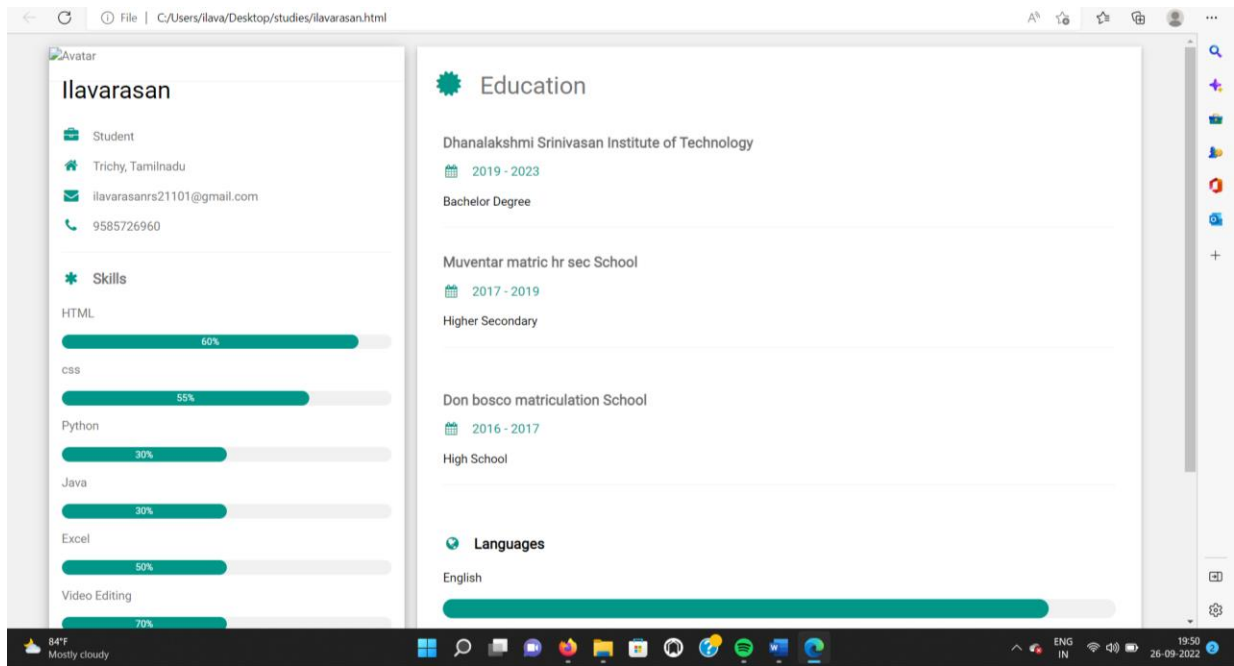 File | C:/Users/ilava/Desktop/studies/ilavarasan.html
Avatar
Ilavarasan
Student
Trichy, Tamilnadu
ilavarasanrs21101@gmail.com
9585726960
Skills
HTML
60%
css
55%
Python
30%
Java
30%
Excel
50%
Video Editing
70%
Education
Dhanalakshmi Srinivasan Institute of Technology
2019 - 2023
Bachelor Degree
Muventar matric hr sec School
2017 - 2019
Higher Secondary
Don bosco matriculation School
2016 - 2017
High School
Languages
English
84°F
Mostly cloudy
ENG
IN
19:50
26-09-2022
2